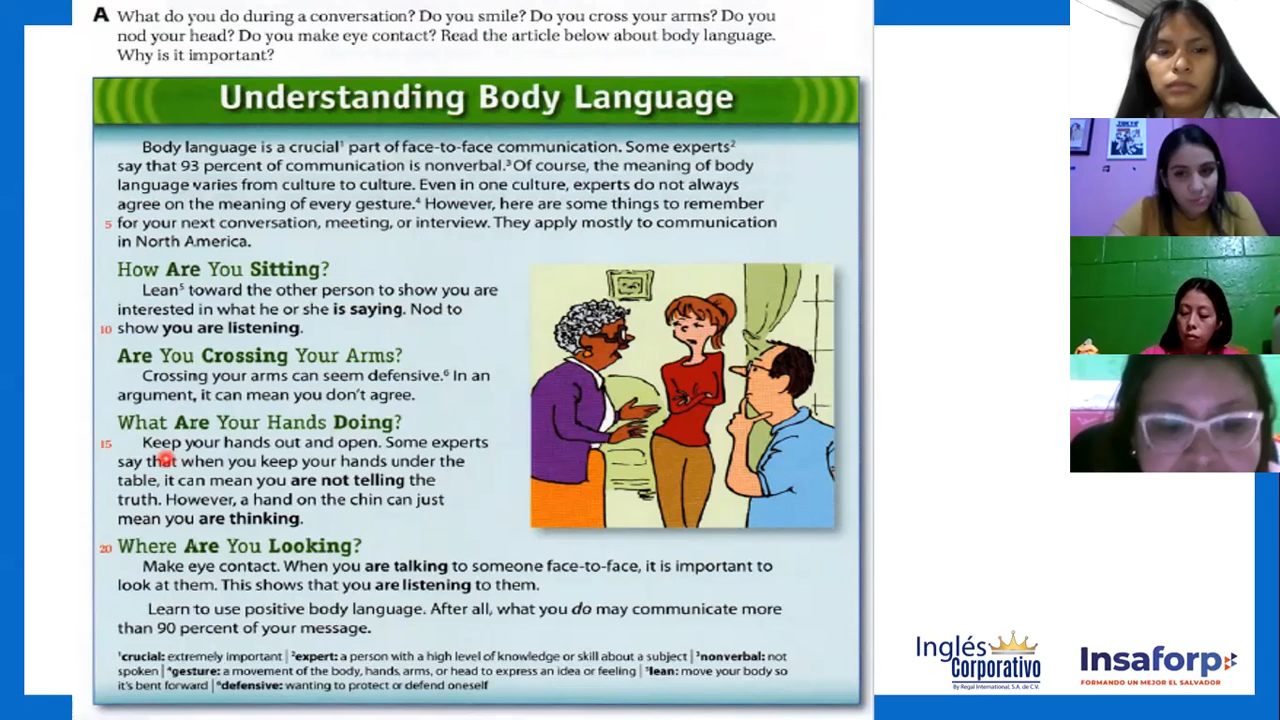 A What do you do during a conversation? Do you smile? Do you cross your arms? Do you
nod your head? Do you make eye contact? Read the article below about body language.
Why is it important?
Understanding Body Language
Body language is a crucial¹ part of face-to-face communication. Some experts²
say that 93 percent of communication is nonverbal.³ Of course, the meaning of body
language varies from culture to culture. Even in one culture, experts do not always
agree on the meaning of every gesture.⁴ However, here are some things to remember
5 for your next conversation, meeting, or interview. They apply mostly to communication
in North America.
How Are You Sitting?
Lean⁵ toward the other person to show you are
interested in what he or she is saying. Nod to
10 show you are listening.
Are You Crossing Your Arms?
Crossing your arms can seem defensive.⁶ In an
argument, it can mean you don't agree.
What Are Your Hands Doing?
15 Keep your hands out and open. Some experts
say that when you keep your hands under the
table, it can mean you are not telling the
truth. However, a hand on the chin can just
mean you are thinking.
20 Where Are You Looking?
Make eye contact. When you are talking to someone face-to-face, it is important to
look at them. This shows that you are listening to them.
Learn to use positive body language. After all, what you do may communicate more
than 90 percent of your message.
¹crucial: extremely important | ²expert: a person with a high level of knowledge or skill about a subject | ³nonverbal: not
spoken | ⁴gesture: a movement of the body, hands, arms, or head to express an idea or feeling | ⁵lean: move your body so
it's bent forward | ⁶defensive: wanting to protect or defend oneself
Inglés
Corporativo
By Regal International, S.A. de C.V.
Insaforp
FORMANDO UN MEJOR EL SALVADOR